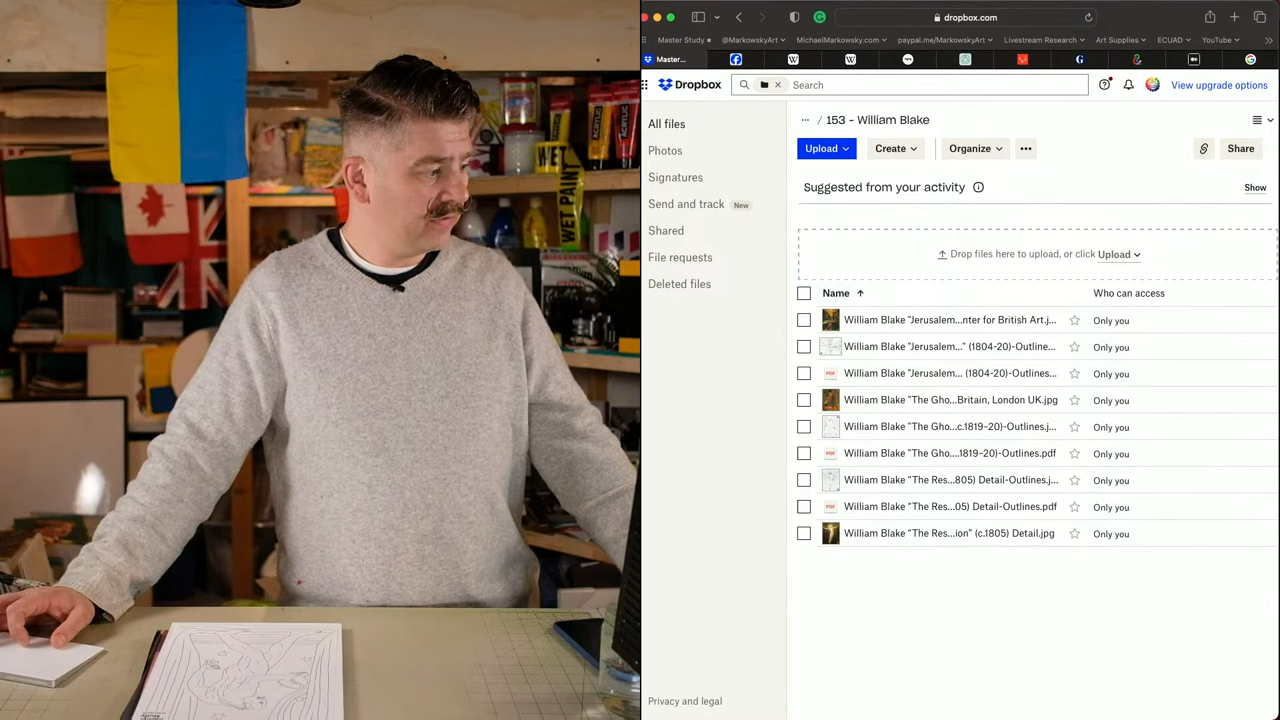 dropbox.com
Master Study
@MarkowskyArt
MichaelMarkowsky.com
paypal.me/MarkowskyArt
Livestream Research
Art Supplies
ECUAD
YouTube
Master...
Dropbox
Search
View upgrade options
All files
Photos
Signatures
Send and track New
Shared
File requests
Deleted files
Privacy and legal
... / 153 - William Blake
Upload
Create
Organize
Share
Suggested from your activity
Show
Drop files here to upload, or click Upload
Name
Who can access
William Blake "Jerusalem...nter for British Art.j...
Only you
William Blake "Jerusalem..." (1804-20)-Outline...
Only you
PDF
William Blake "Jerusalem... (1804-20)-Outlines...
Only you
William Blake "The Gho...Britain, London UK.jpg
Only you
William Blake "The Gho...c.1819–20)-Outlines.j...
Only you
PDF
William Blake "The Gho....1819–20)-Outlines.pdf
Only you
William Blake "The Res...805) Detail-Outlines.j...
Only you
PDF
William Blake "The Res...05) Detail-Outlines.pdf
Only you
William Blake "The Res...ion" (c.1805) Detail.jpg
Only you
ACRYLIC
ACRYLIC
WET
WET PAINT